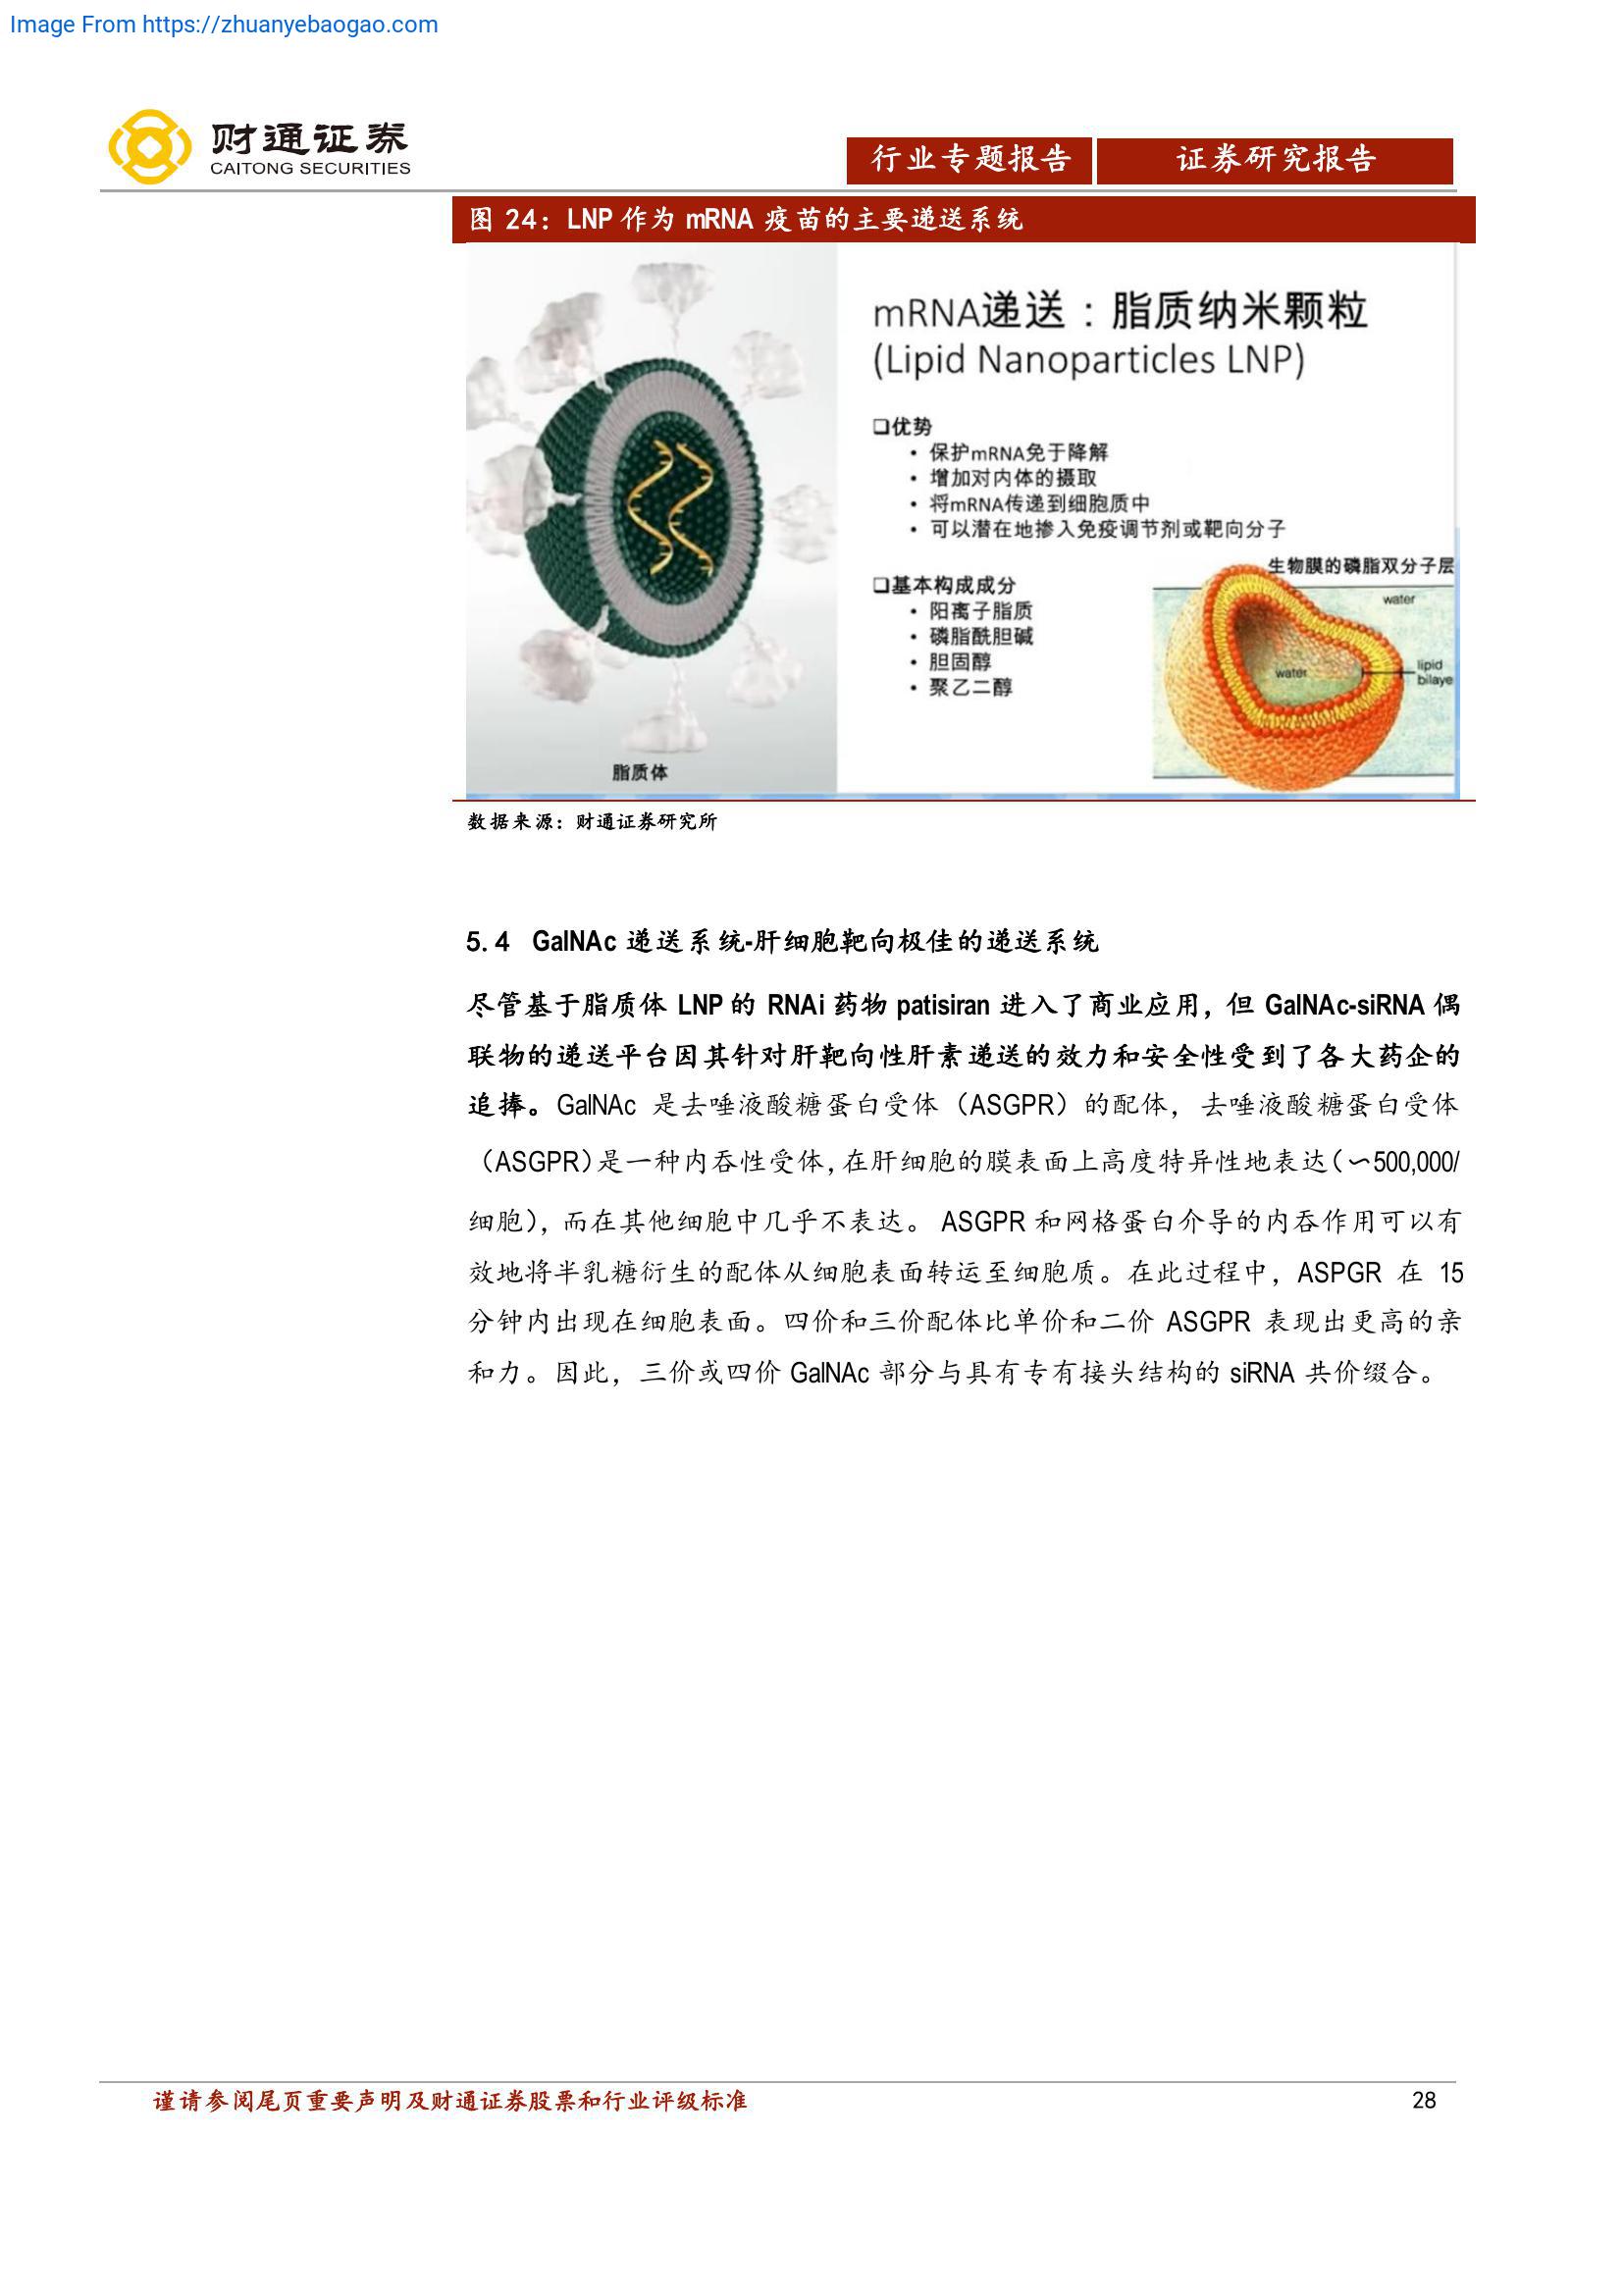 Image From https://zhuanyebaogao.com
财通证券
CAITONG SECURITIES
行业专题报告 证券研究报告
图 24：LNP 作为 mRNA 疫苗的主要递送系统
mRNA递送：脂质纳米颗粒
(Lipid Nanoparticles LNP)
❑优势
• 保护mRNA免于降解
• 增加对内体的摄取
• 将mRNA传递到细胞质中
• 可以潜在地掺入免疫调节剂或靶向分子
❑基本构成成分
• 阳离子脂质
• 磷脂酰胆碱
• 胆固醇
• 聚乙二醇
脂质体
生物膜的磷脂双分子层
water
water
lipid
bilaye
数据来源：财通证券研究所
5.4 GalNAc 递送系统-肝细胞靶向极佳的递送系统
尽管基于脂质体 LNP 的 RNAi 药物 patisiran 进入了商业应用，但 GalNAc-siRNA 偶
联物的递送平台因其针对肝靶向性肝素递送的效力和安全性受到了各大药企的
追捧。GalNAc 是去唾液酸糖蛋白受体（ASGPR）的配体，去唾液酸糖蛋白受体
（ASGPR）是一种内吞性受体，在肝细胞的膜表面上高度特异性地表达（～500,000/
细胞），而在其他细胞中几乎不表达。 ASGPR 和网格蛋白介导的内吞作用可以有
效地将半乳糖衍生的配体从细胞表面转运至细胞质。在此过程中，ASPGR 在 15
分钟内出现在细胞表面。四价和三价配体比单价和二价 ASGPR 表现出更高的亲
和力。因此，三价或四价 GalNAc 部分与具有专有接头结构的 siRNA 共价缀合。
谨请参阅尾页重要声明及财通证券股票和行业评级标准 28